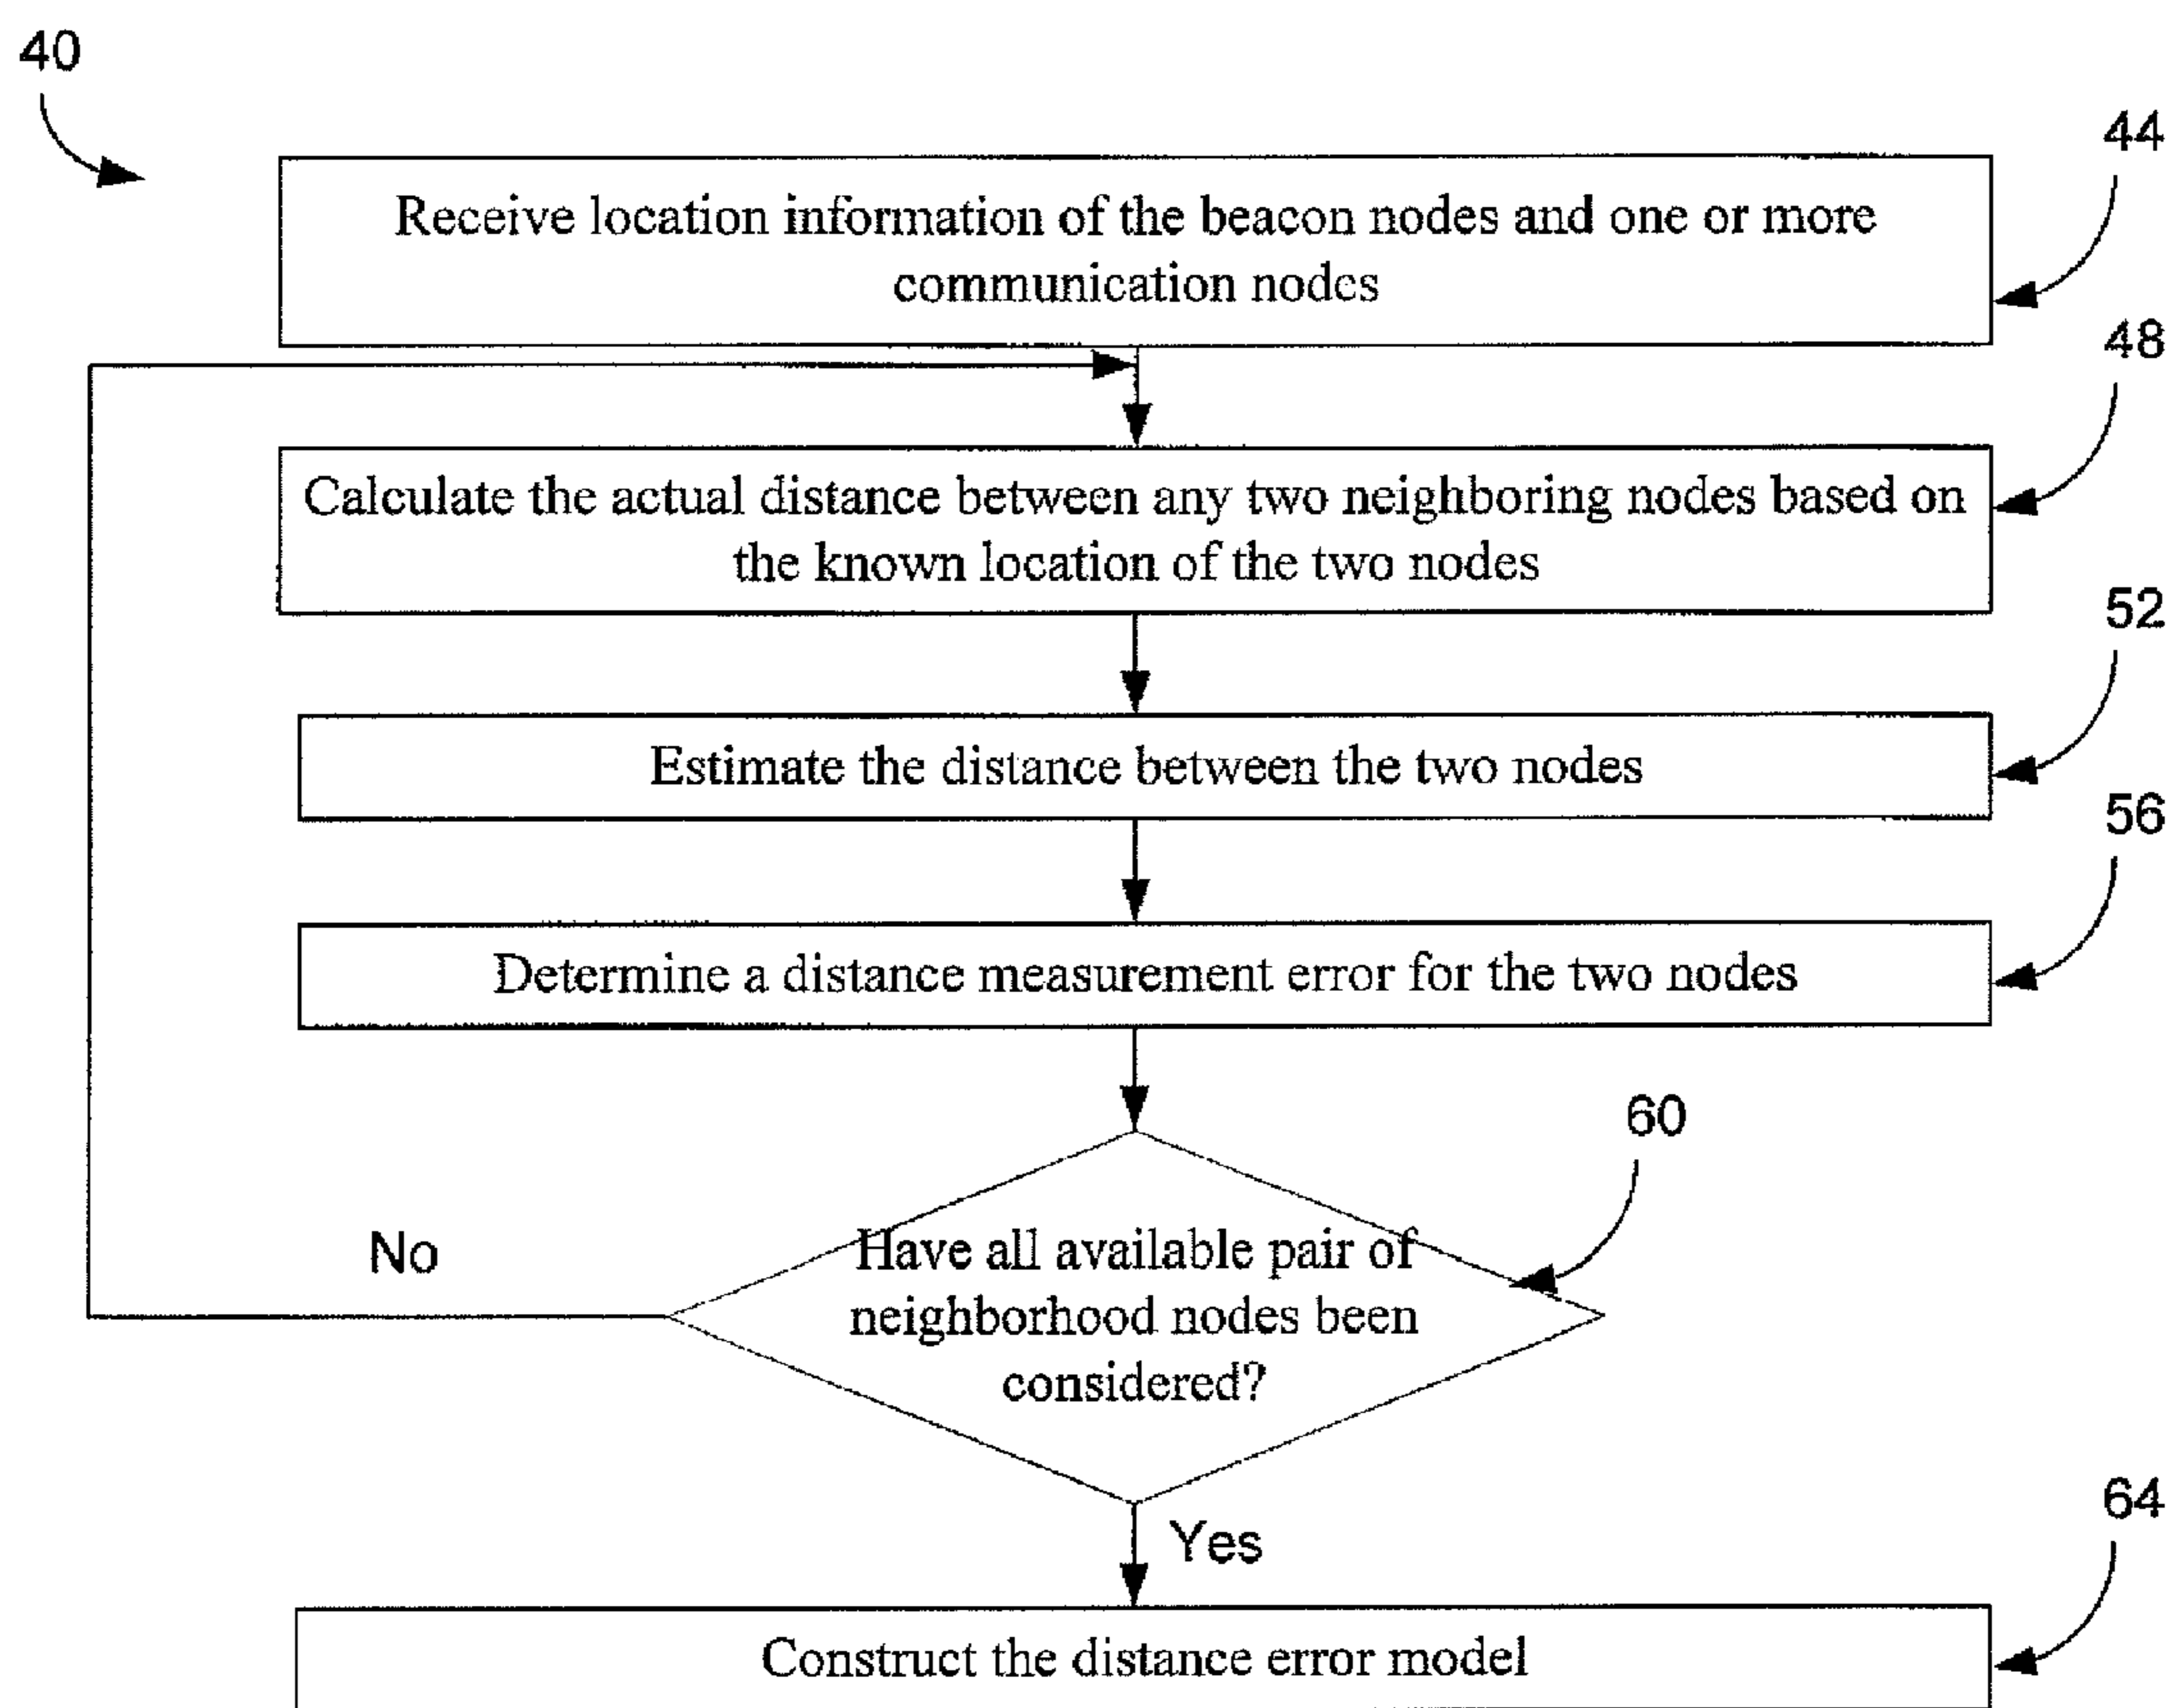 40
44
Receive location information of the beacon nodes and one or more
communication nodes
48
Calculate the actual distance between any two neighboring nodes based on
the known location of the two nodes
52
Estimate the distance between the two nodes
56
Determine a distance measurement error for the two nodes
60
Have all available pair of
neighborhood nodes been
considered?
No
Yes
64
Construct the distance error model